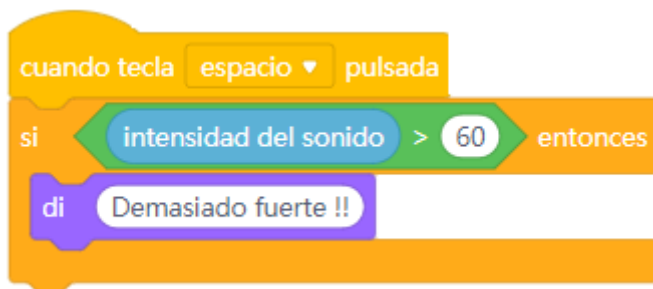 cuando tecla espacio pulsada
si intensidad del sonido > 60 entonces
di Demasiado fuerte !!